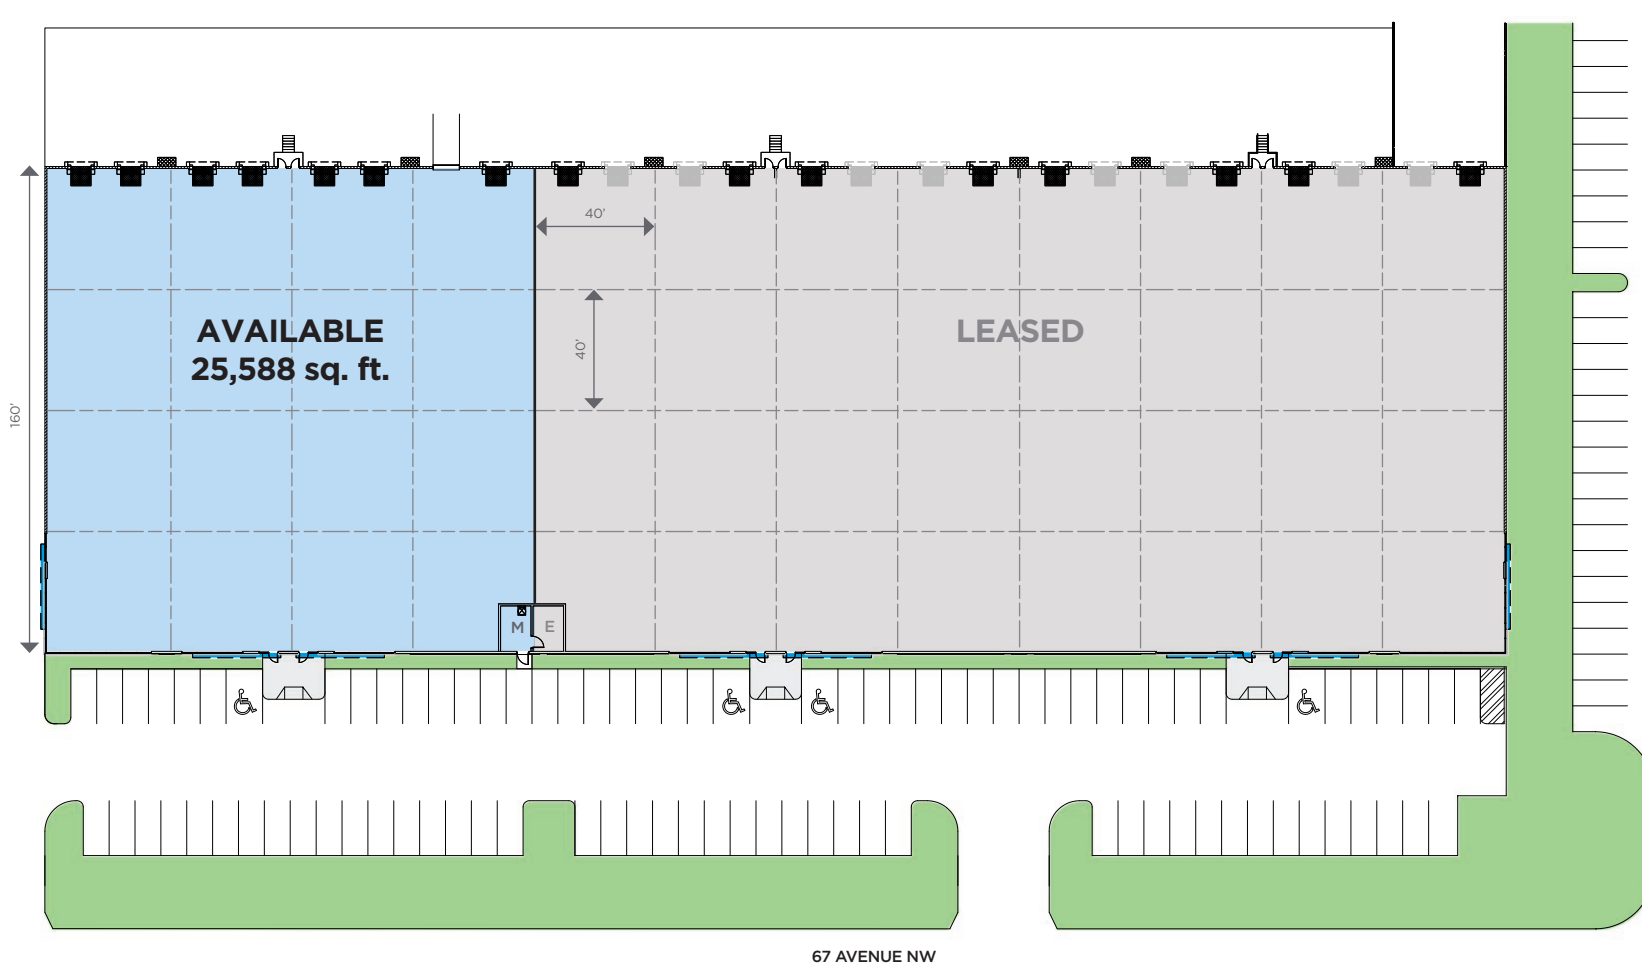 40'
AVAILABLE
25,588 sq. ft.
40'
LEASED
160'
M
E
67 AVENUE NW